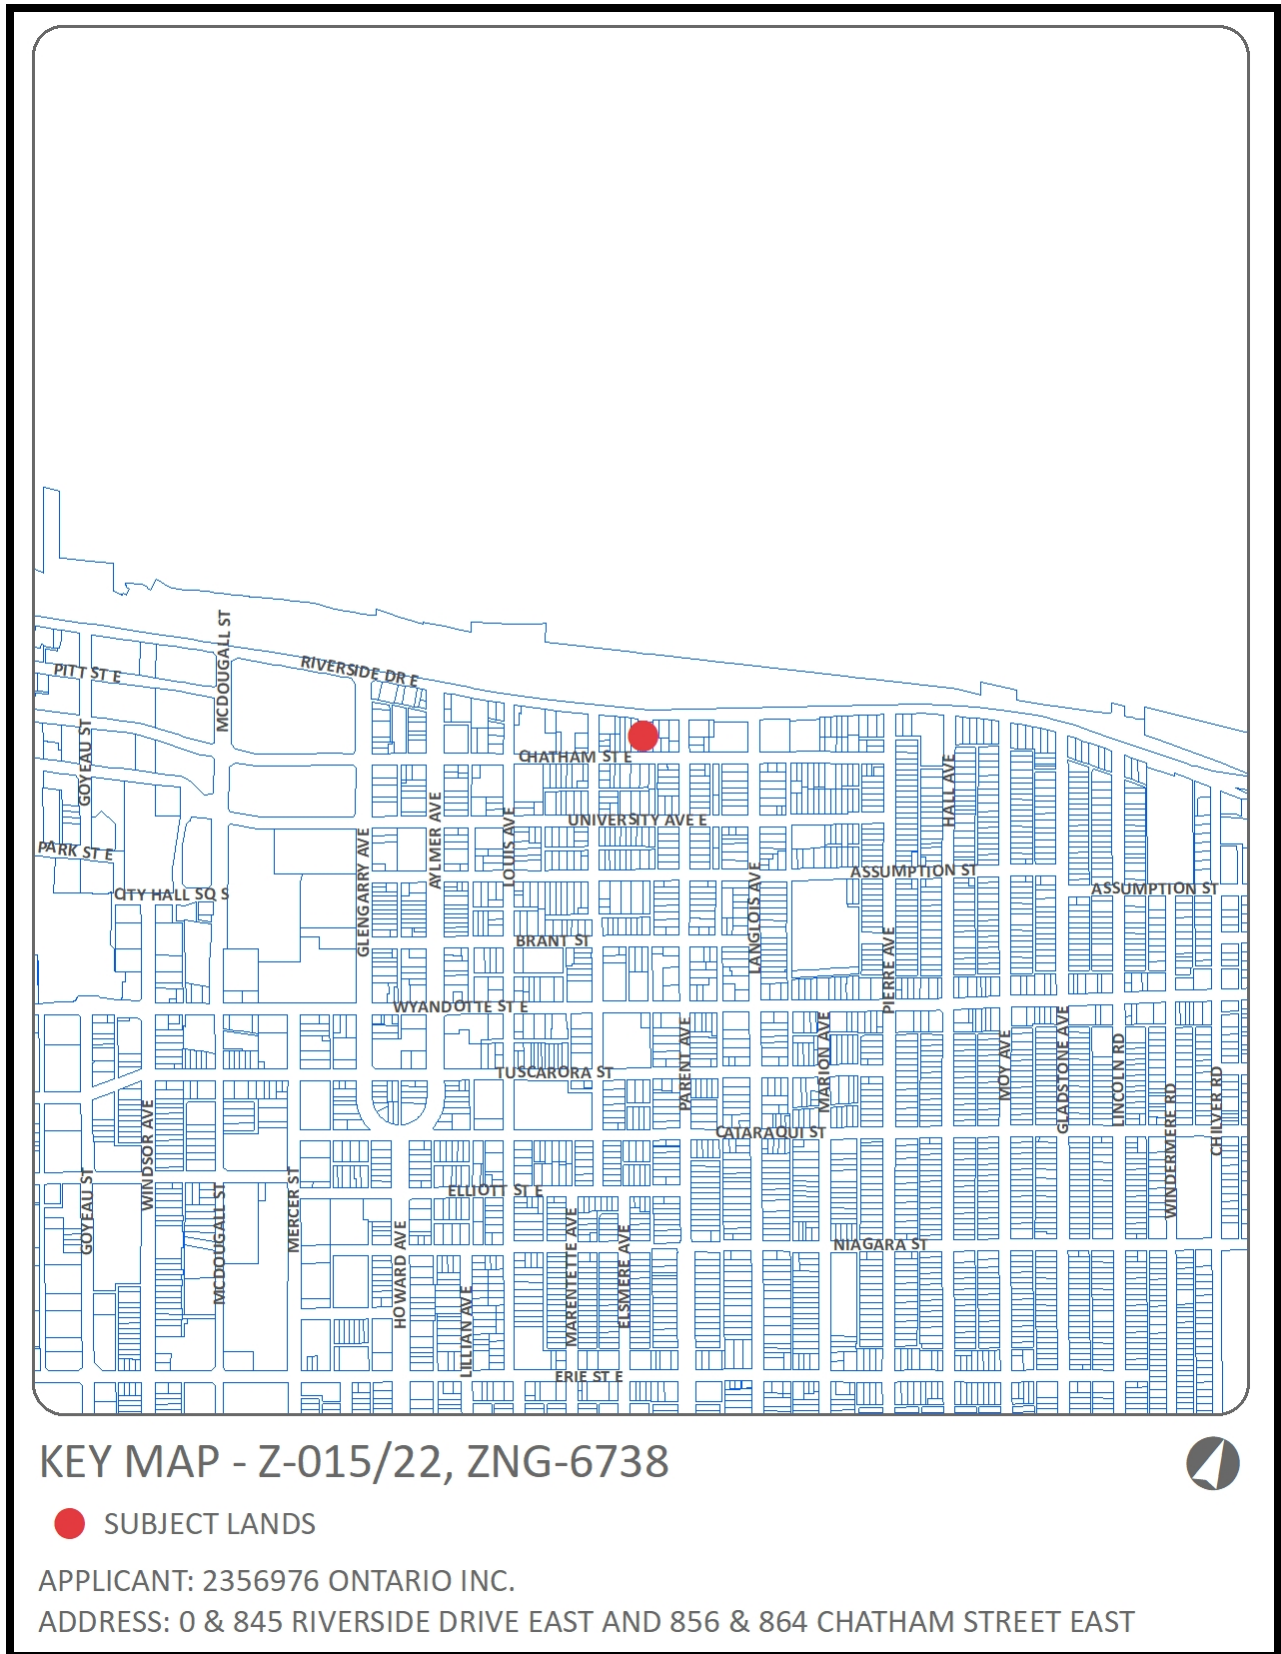 MCDOUGALL ST
RIVERSIDE DR E
PITT ST E
GOYEAU ST
CHATHAM ST E
HALL AVE
AYLMER AVE
LOUIS AVE
UNIVERSITY AVE E
GLENGARRY AVE
PARK ST E
LANGLOIS AVE
ASSUMPTION ST
ASSUMPTION ST
CITY HALL SQ S
BRANT ST
PIERRE AVE
WYANDOTTE ST E
PARENT AVE
MARION AVE
MOY AVE
GLADSTONE AVE
LINCOLN RD
TUSCARORA ST
CHILVER RD
WINDERMERE RD
WINDSOR AVE
CATARAQUI ST
GOYEAU ST
MCDOUGALL ST
MERCER ST
ELLIOTT ST E
HOWARD AVE
MARENTETTE AVE
ELSMERE AVE
NIAGARA ST
LILLIAN AVE
ERIE ST E
KEY MAP - Z-015/22, ZNG-6738
SUBJECT LANDS
APPLICANT: 2356976 ONTARIO INC.
ADDRESS: 0 & 845 RIVERSIDE DRIVE EAST AND 856 & 864 CHATHAM STREET EAST